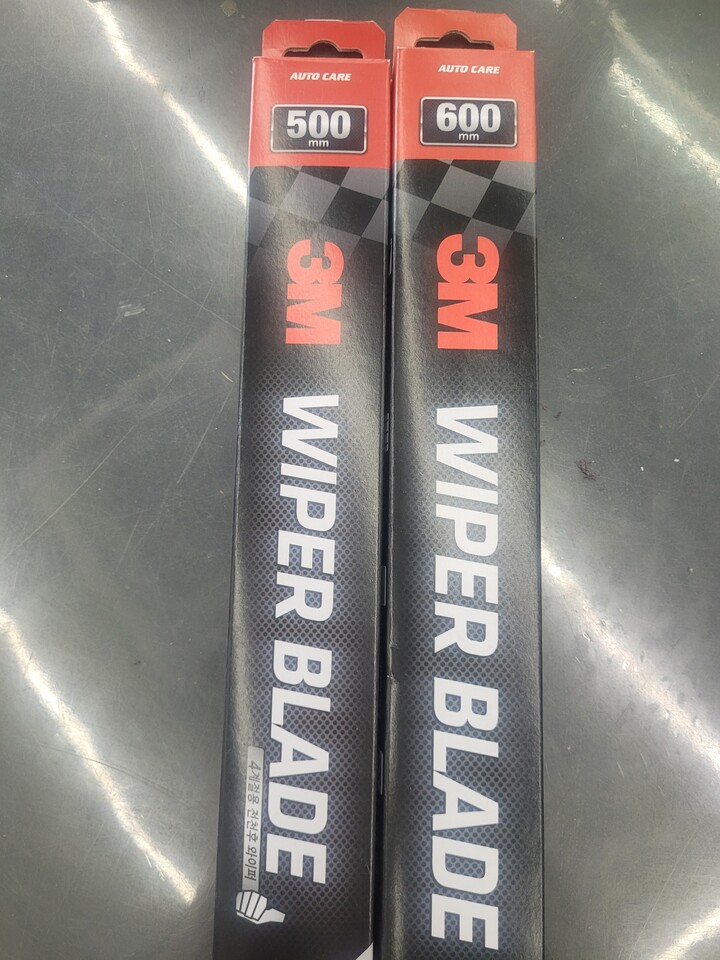 AUTO CARE
500
mm
3M WIPER BLADE
4계절용 전천후 와이퍼
AUTO CARE
600
mm
3M WIPER BLADE